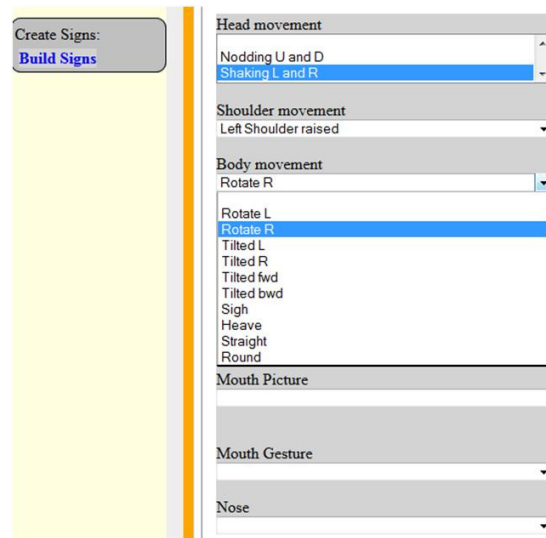 Create Signs:
Build Signs
Head movement
Nodding U and D
Shaking L and R
Shoulder movement
Left Shoulder raised
Body movement
Rotate R
Rotate L
Rotate R
Tilted L
Tilted R
Tilted fwd
Tilted bwd
Sigh
Heave
Straight
Round
Mouth Picture
Mouth Gesture
Nose